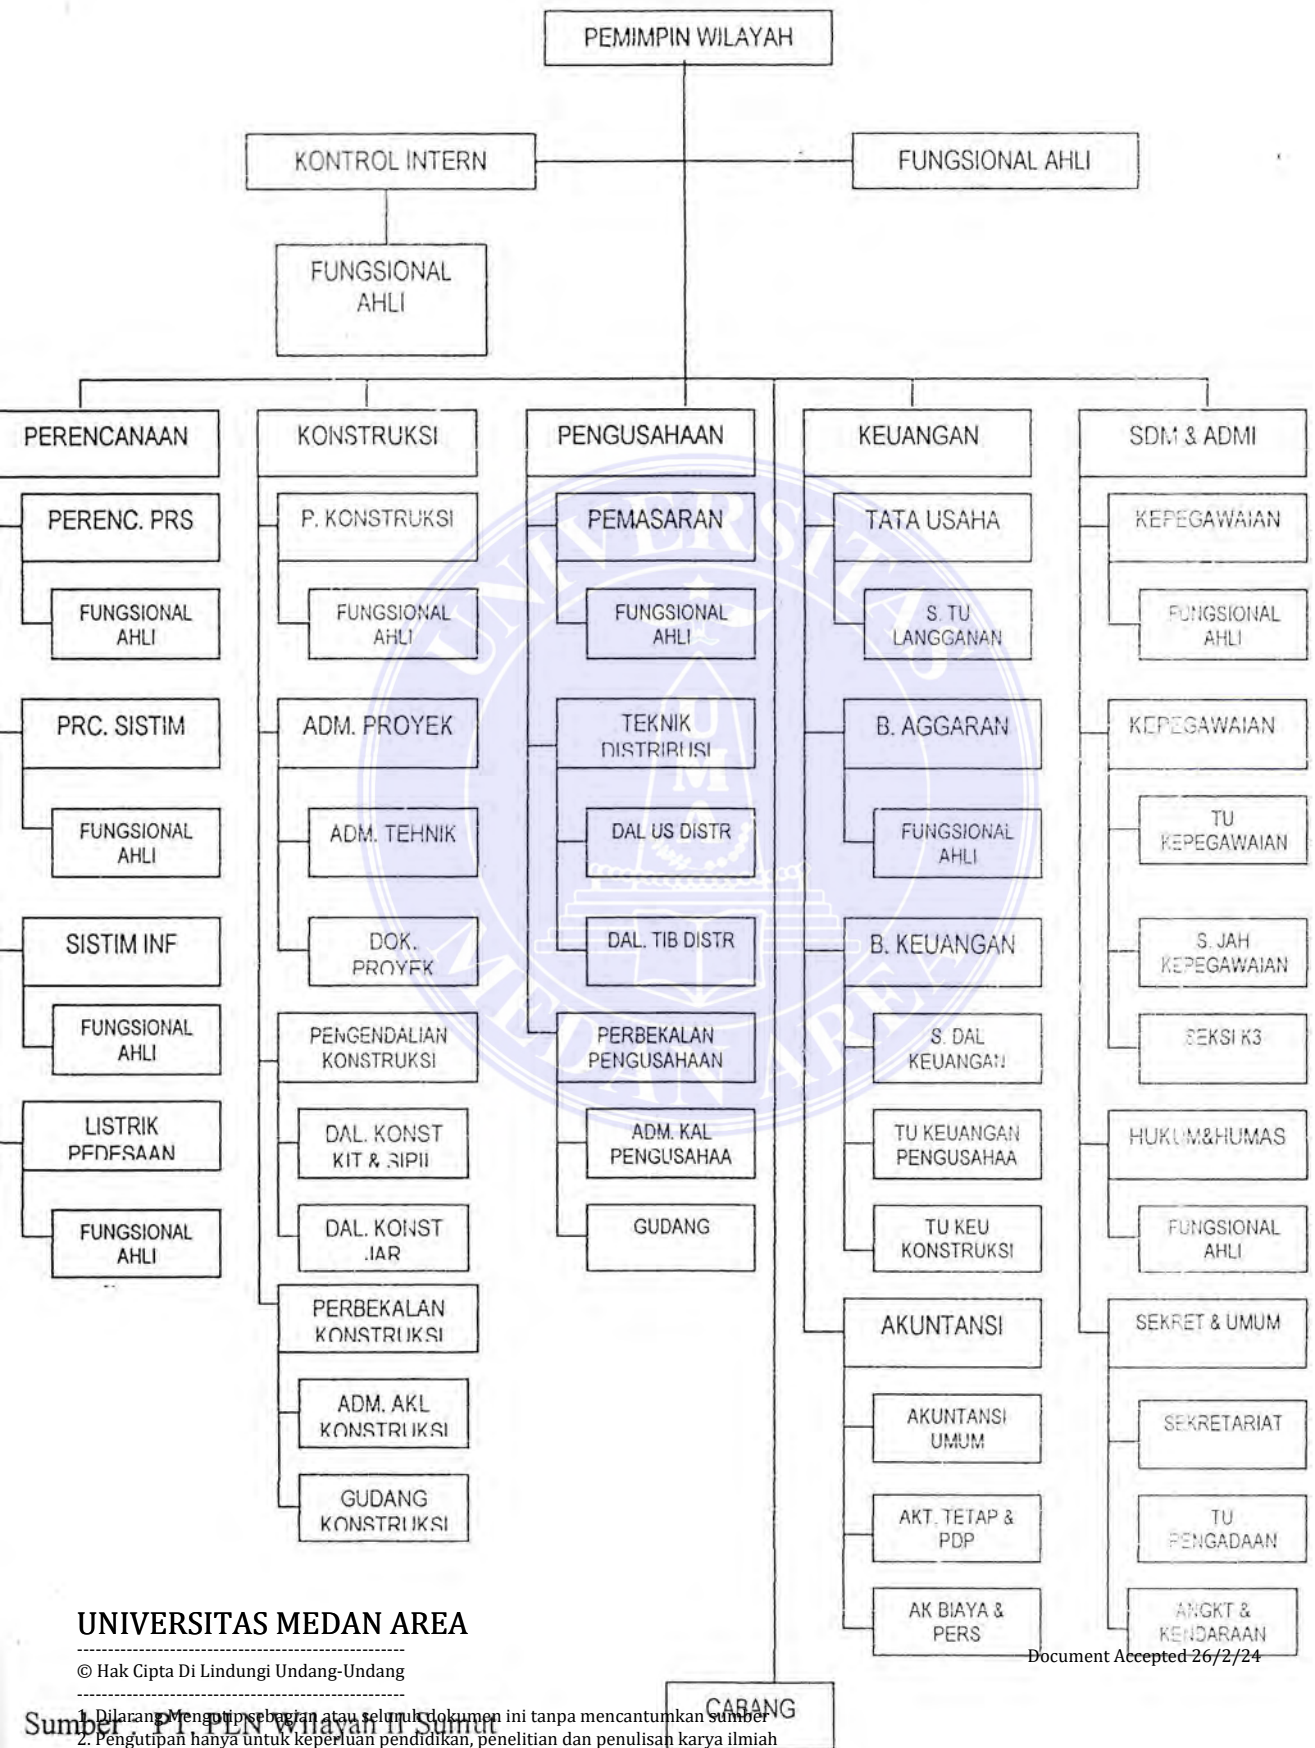 PEMIMPIN WILAYAH
KONTROL INTERN
FUNGSIONAL AHLI
FUNGSIONAL
AHLI
PERENCANAAN
PERENC. PRS
FUNGSIONAL
AHLI
PRC. SISTIM
FUNGSIONAL
AHLI
SISTIM INF
FUNGSIONAL
AHLI
LISTRIK
PEDESAAN
FUNGSIONAL
AHLI
KONSTRUKSI
P. KONSTRUKSI
FUNGSIONAL
AHLI
ADM. PROYEK
ADM. TEHNIK
DOK.
PROYEK
PENGENDALIAN
KONSTRUKSI
DAL. KONST
KIT & SIPIL
DAL. KONST
JAR
PERBEKALAN
KONSTRUKSI
ADM. AKL
KONSTRUKSI
GUDANG
KONSTRUKSI
PENGUSAHAAN
PEMASARAN
FUNGSIONAL
AHLI
TEKNIK
DISTRIBUSI
DAL US DISTR
DAL. TIB DISTR
PERBEKALAN
PENGUSAHAAN
ADM. KAL
PENGUSAHAA
GUDANG
KEUANGAN
TATA USAHA
S. TU
LANGGANAN
B. AGGARAN
FUNGSIONAL
AHLI
B. KEUANGAN
S. DAL
KEUANGAN
TU KEUANGAN
PENGUSAHAA
TU KEU
KONSTRUKSI
AKUNTANSI
AKUNTANSI
UMUM
AKT. TETAP &
PDP
AK BIAYA &
PERS
SDM & ADMI
KEPEGAWAIAN
FUNGSIONAL
AHLI
KEPEGAWAIAN
TU
KEPEGAWAIAN
S. JAH
KEPEGAWAIAN
SEKSI K3
HUKUM&HUMAS
FUNGSIONAL
AHLI
SEKRET & UMUM
SEKRETARIAT
TU
PENGADAAN
ANGKT &
KENDARAAN
CABANG
UNIVERSITAS MEDAN AREA
UMA
UNIVERSITAS MEDAN AREA
------------------------------------------------------
© Hak Cipta Di Lindungi Undang-Undang
------------------------------------------------------
Document Accepted 26/2/24
Sumber : PT. PLN Wilayah II Sumut
1. Dilarang Mengutip sebagian atau seluruh dokumen ini tanpa mencantumkan sumber
2. Pengutipan hanya untuk keperluan pendidikan, penelitian dan penulisan karya ilmiah